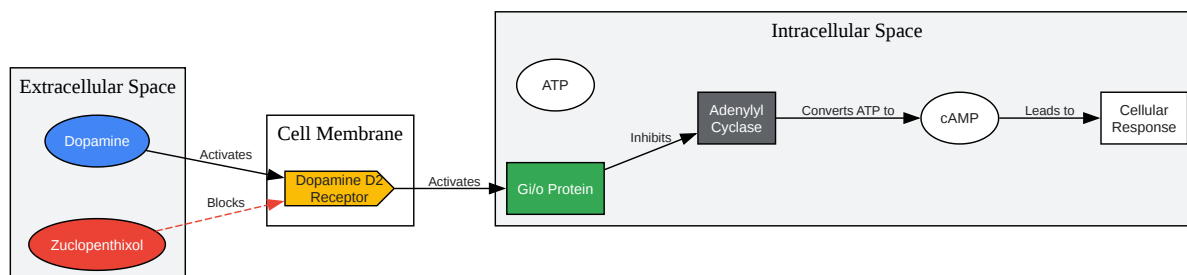 Extracellular Space
Dopamine
Zuclopenthixol
Activates
Blocks
Cell Membrane
Dopamine D2
Receptor
Activates
Intracellular Space
ATP
Gi/o Protein
Inhibits
Adenylyl
Cyclase
Converts ATP to
cAMP
Leads to
Cellular
Response